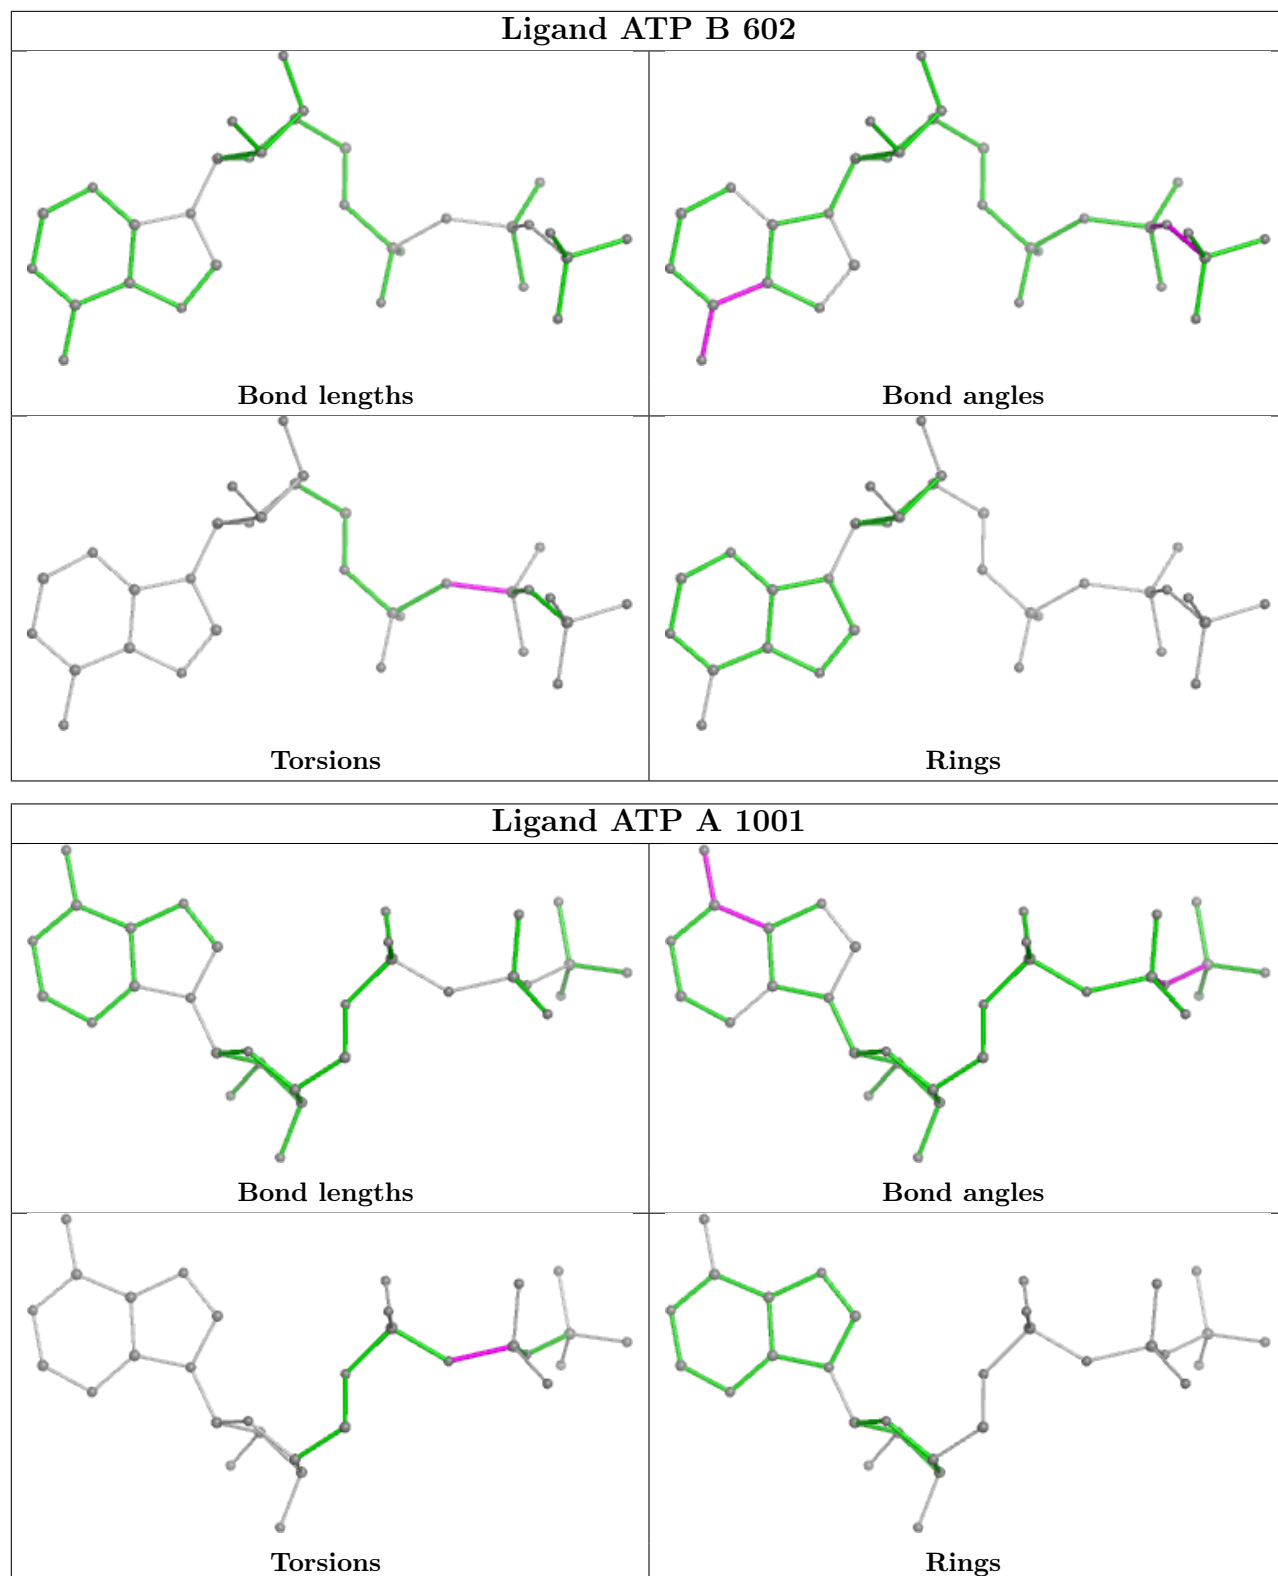 Ligand ATP B 602
Bond lengths
Bond angles
Torsions
Rings
Ligand ATP A 1001
Bond lengths
Bond angles
Torsions
Rings